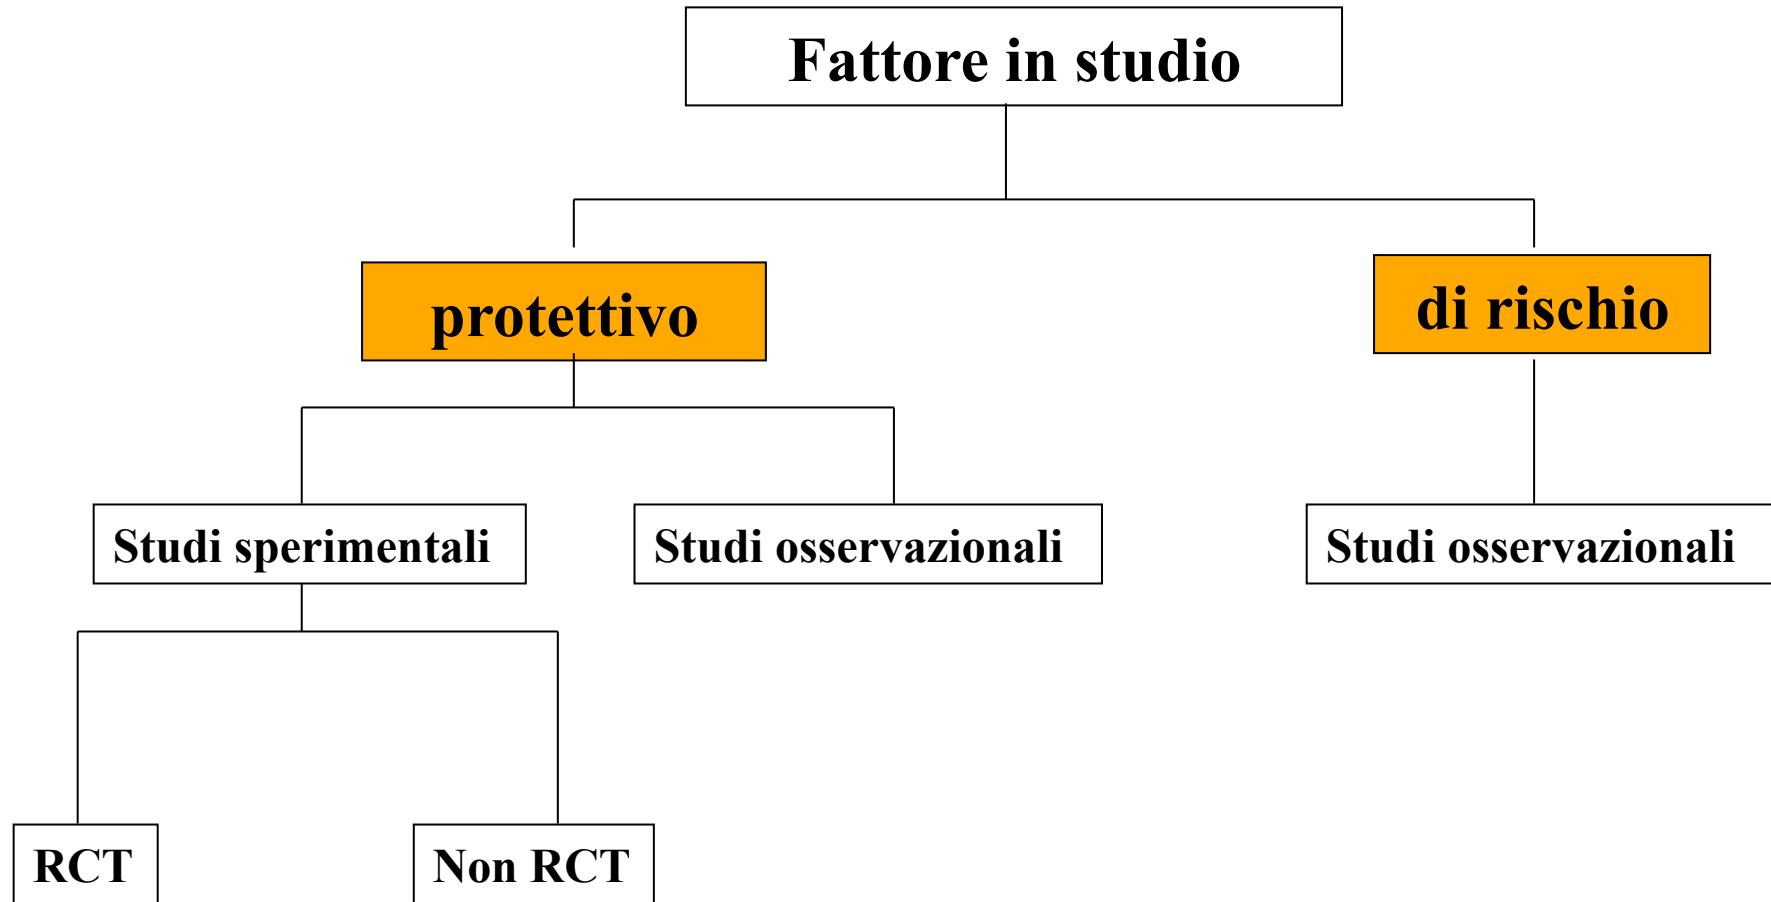 Fattore in studio
protettivo
di rischio
Studi sperimentali
Studi osservazionali
Studi osservazionali
RCT
Non RCT